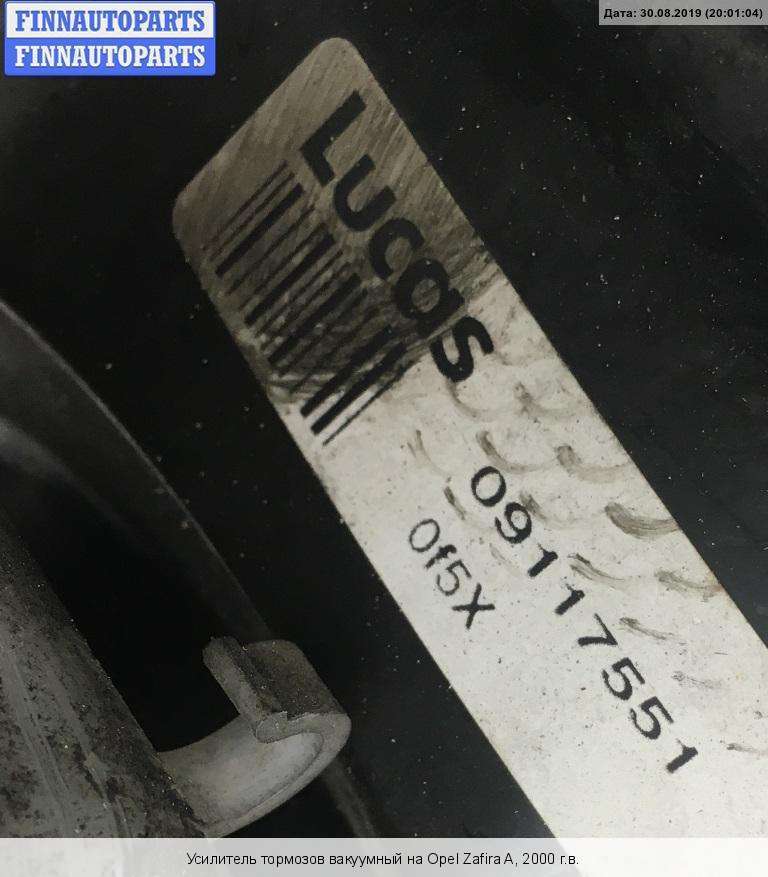 FINNAUTOPARTS
FINNAUTOPARTS
Дата: 30.08.2019 (20:01:04)
Lucas
09117551
0f5X
Усилитель тормозов вакуумный на Opel Zafira A, 2000 г.в.